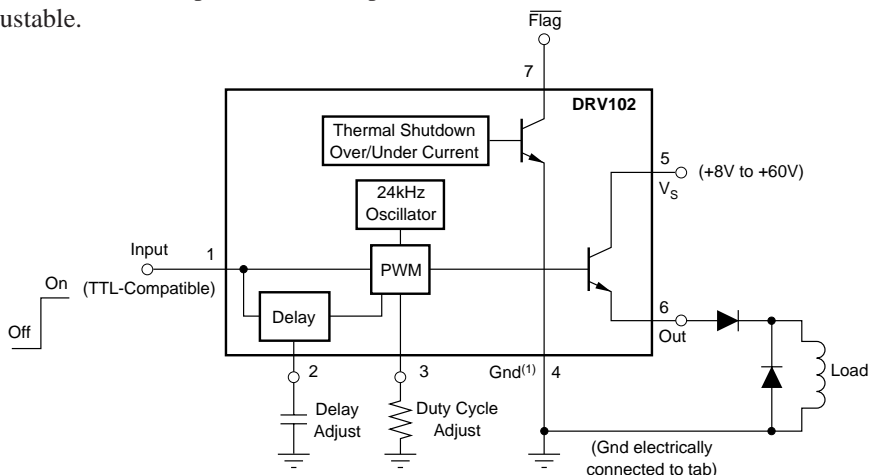 ustable.
Flag
7
DRV102
Thermal Shutdown
Over/Under Current
5
(+8V to +60V)
V_S
24kHz
Oscillator
Input
1
(TTL-Compatible)
PWM
On
Off
Delay
6
Out
2
3
Gnd(1)
4
Load
Delay
Adjust
Duty Cycle
Adjust
(Gnd electrically
connected to tab)